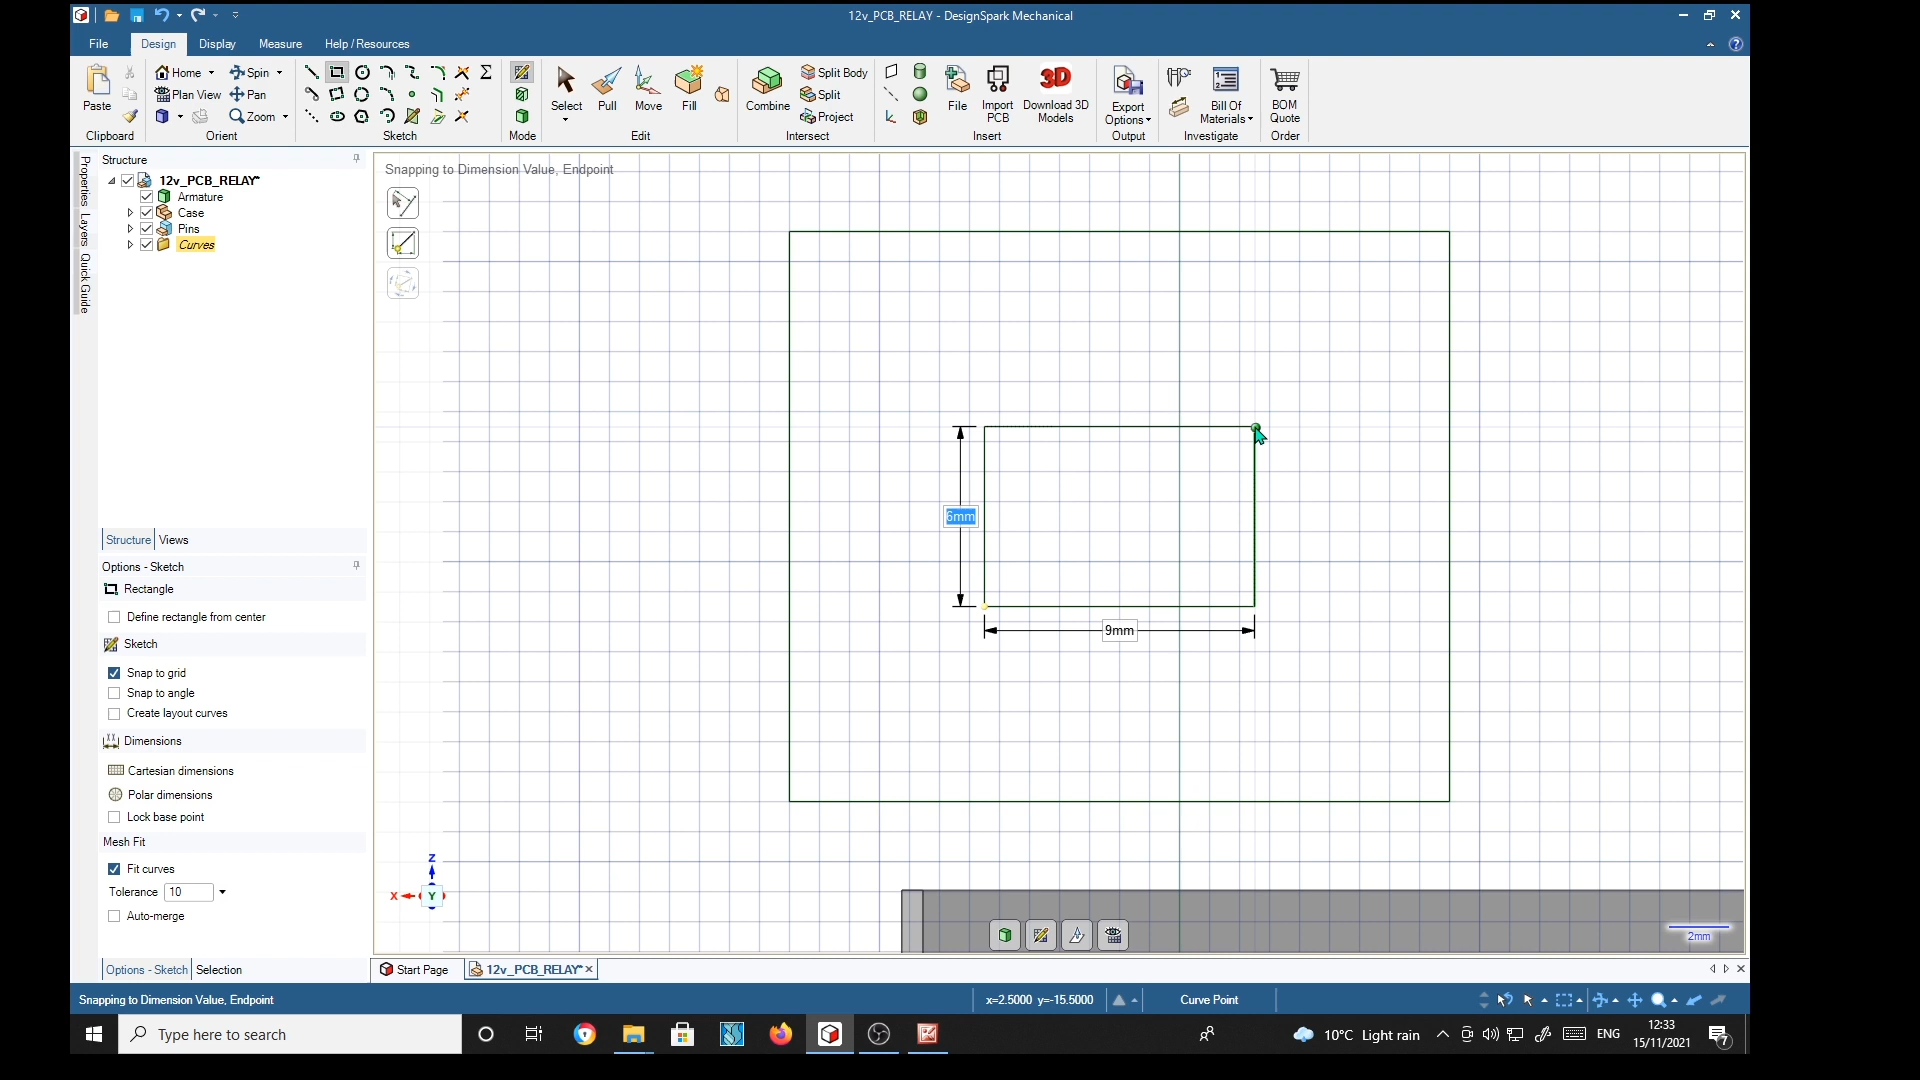 12v_PCB_RELAY - DesignSpark Mechanical
File Design Display Measure Help / Resources
Paste Home Spin Plan View Pan Zoom
Σ
Select Pull Move Fill Combine Split Body Split Project
File Import PCB Download 3D Models 3D
Export Options Bill Of Materials BOM Quote
Clipboard Orient Sketch Mode Edit Intersect Insert Output Investigate Order
Properties Layers Quick Guide
Structure
12v_PCB_RELAY*
Armature
Case
Pins
Curves
Structure Views
Options - Sketch
Rectangle
Define rectangle from center
Sketch
Snap to grid
Snap to angle
Create layout curves
Dimensions
Cartesian dimensions
Polar dimensions
Lock base point
Mesh Fit
Fit curves
Tolerance 10
Auto-merge
Options - Sketch Selection
Snapping to Dimension Value, Endpoint
6mm
9mm
Z
X Y
2mm
Start Page 12v_PCB_RELAY*
Snapping to Dimension Value, Endpoint x=2.5000 y=-15.5000 Curve Point
Type here to search
10°C Light rain ENG 12:33
15/11/2021
7